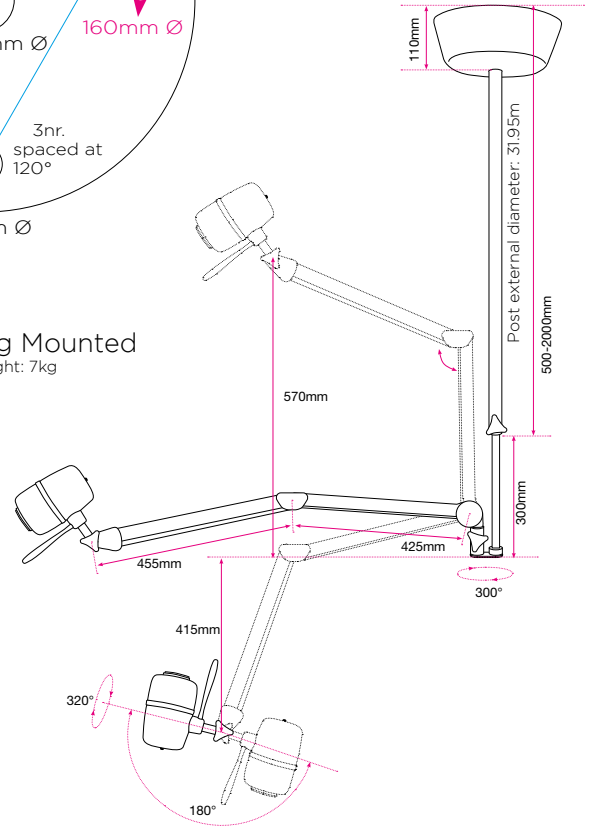 160mm Ø
mm Ø
3nr.
spaced at
120°
m Ø
110mm
Post external diameter: 31.95m
500-2000mm
g Mounted
ght: 7kg
570mm
300mm
455mm
425mm
300°
415mm
320°
180°